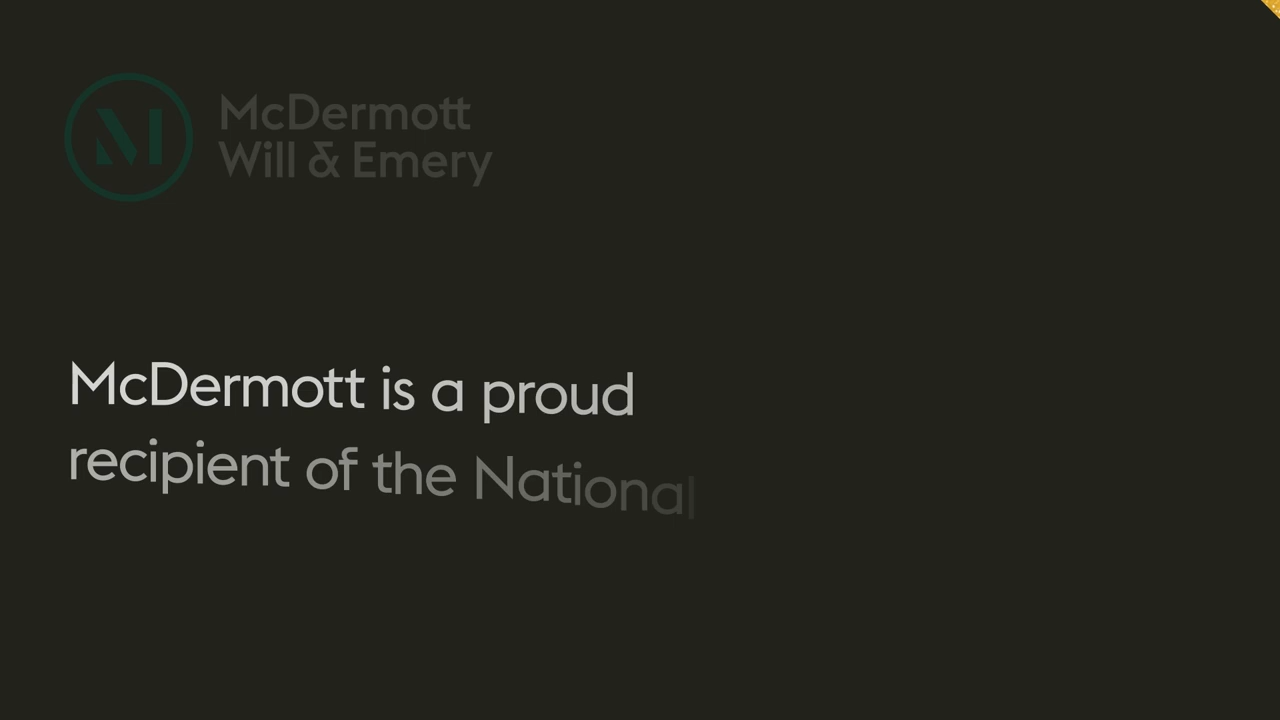 McDermott
Will & Emery
McDermott is a proud
recipient of the National